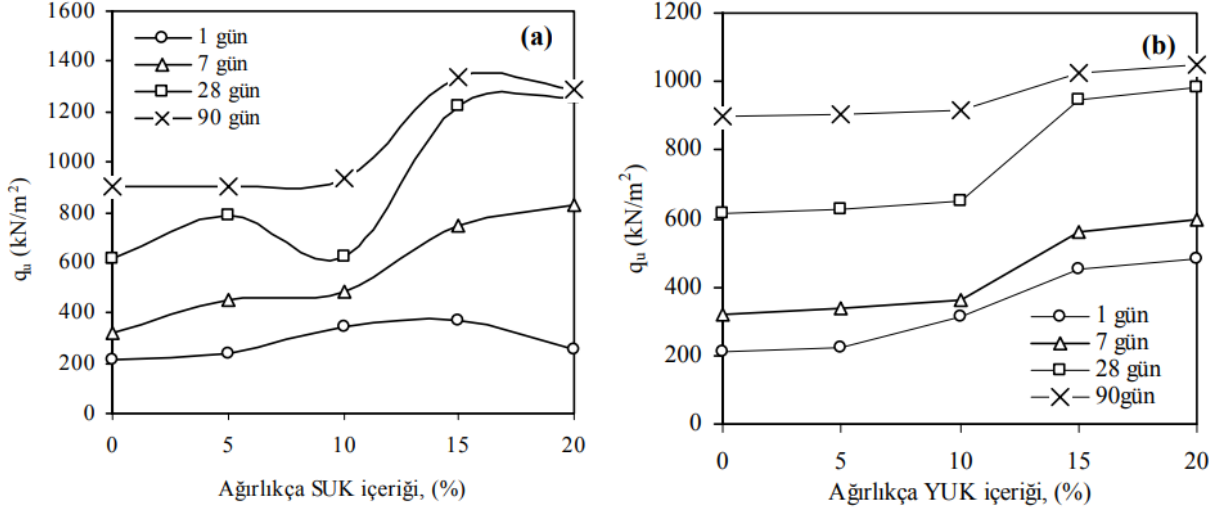 1600
1400
1200
1000
800
600
400
200
0
qu (kN/m²)
(a)
1 gün
7 gün
28 gün
90 gün
0 5 10 15 20
Ağırlıkça SUK içeriği, (%)
1200
1000
800
600
400
200
0
qu (kN/m²)
(b)
1 gün
7 gün
28 gün
90gün
0 5 10 15 20
Ağırlıkça YUK içeriği, (%)